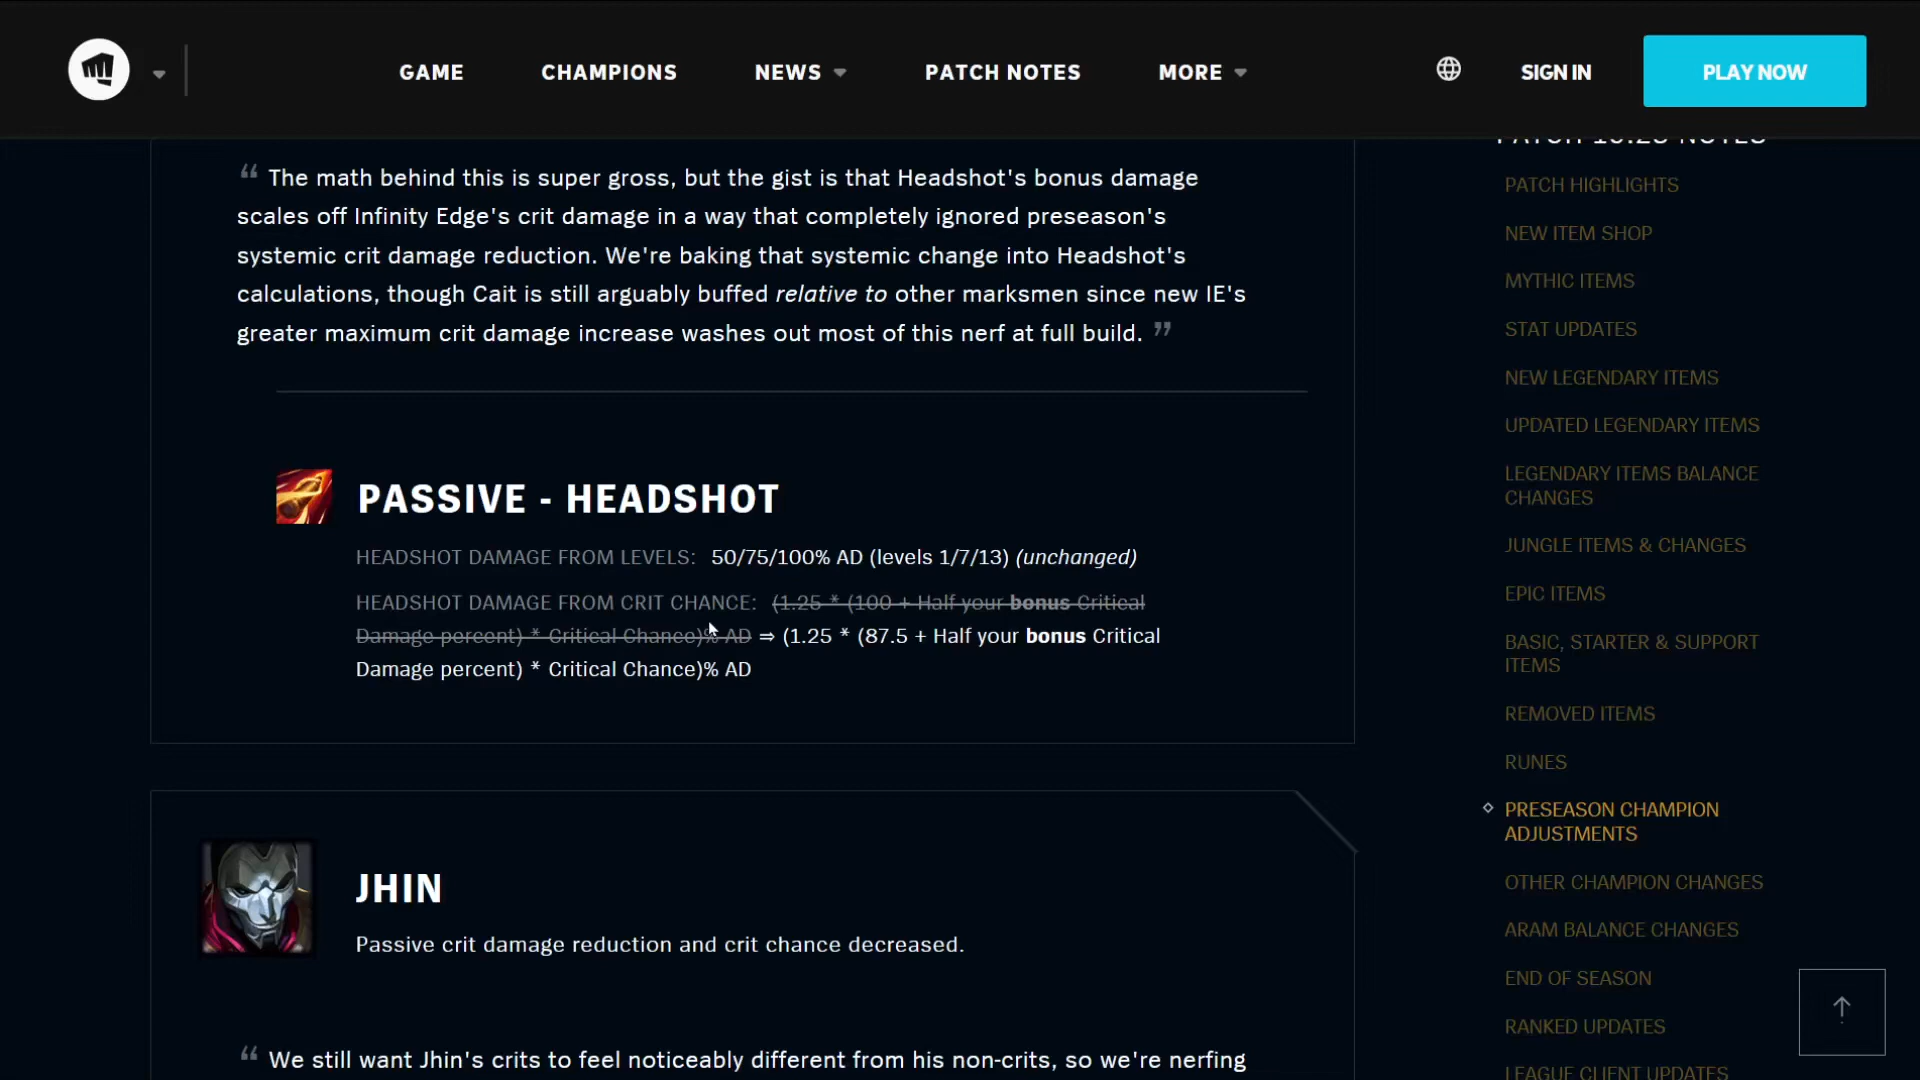 GAME
CHAMPIONS
NEWS
PATCH NOTES
MORE
SIGN IN
PLAY NOW
“ The math behind this is super gross, but the gist is that Headshot's bonus damage
scales off Infinity Edge's crit damage in a way that completely ignored preseason's
systemic crit damage reduction. We're baking that systemic change into Headshot's
calculations, though Cait is still arguably buffed relative to other marksmen since new IE's
greater maximum crit damage increase washes out most of this nerf at full build. ”
PASSIVE - HEADSHOT
HEADSHOT DAMAGE FROM LEVELS: 50/75/100% AD (levels 1/7/13) (unchanged)
HEADSHOT DAMAGE FROM CRIT CHANCE: (1.25 * (100 + Half your bonus Critical
Damage percent) * Critical Chance)% AD ⇒ (1.25 * (87.5 + Half your bonus Critical
Damage percent) * Critical Chance)% AD
JHIN
Passive crit damage reduction and crit chance decreased.
“ We still want Jhin's crits to feel noticeably different from his non-crits, so we're nerfing
PATCH HIGHLIGHTS
NEW ITEM SHOP
MYTHIC ITEMS
STAT UPDATES
NEW LEGENDARY ITEMS
UPDATED LEGENDARY ITEMS
LEGENDARY ITEMS BALANCE
CHANGES
JUNGLE ITEMS & CHANGES
EPIC ITEMS
BASIC, STARTER & SUPPORT
ITEMS
REMOVED ITEMS
RUNES
PRESEASON CHAMPION
ADJUSTMENTS
OTHER CHAMPION CHANGES
ARAM BALANCE CHANGES
END OF SEASON
RANKED UPDATES
LEAGUE CLIENT UPDATES